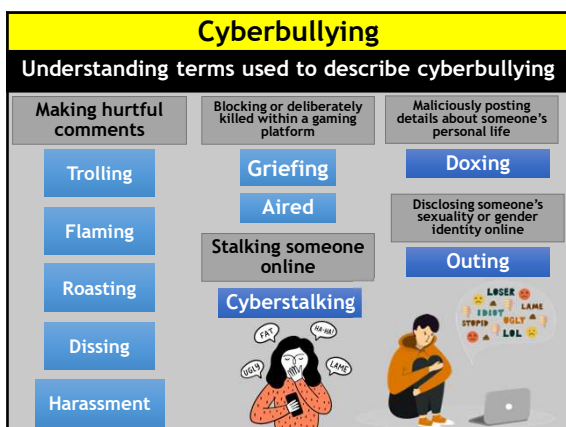 Cyberbullying
Understanding terms used to describe cyberbullying
Making hurtful
comments
Trolling
Flaming
Roasting
Dissing
Harassment
Blocking or deliberately
killed within a gaming
platform
Griefing
Aired
Stalking someone
online
Cyberstalking
FAT
HA-HA!
UGLY
LAME
Maliciously posting
details about someone's
personal life
Doxing
Disclosing someone's
sexuality or gender
identity online
Outing
LOSER
IDIOT
LAME
STUPID
UGLY
LOL